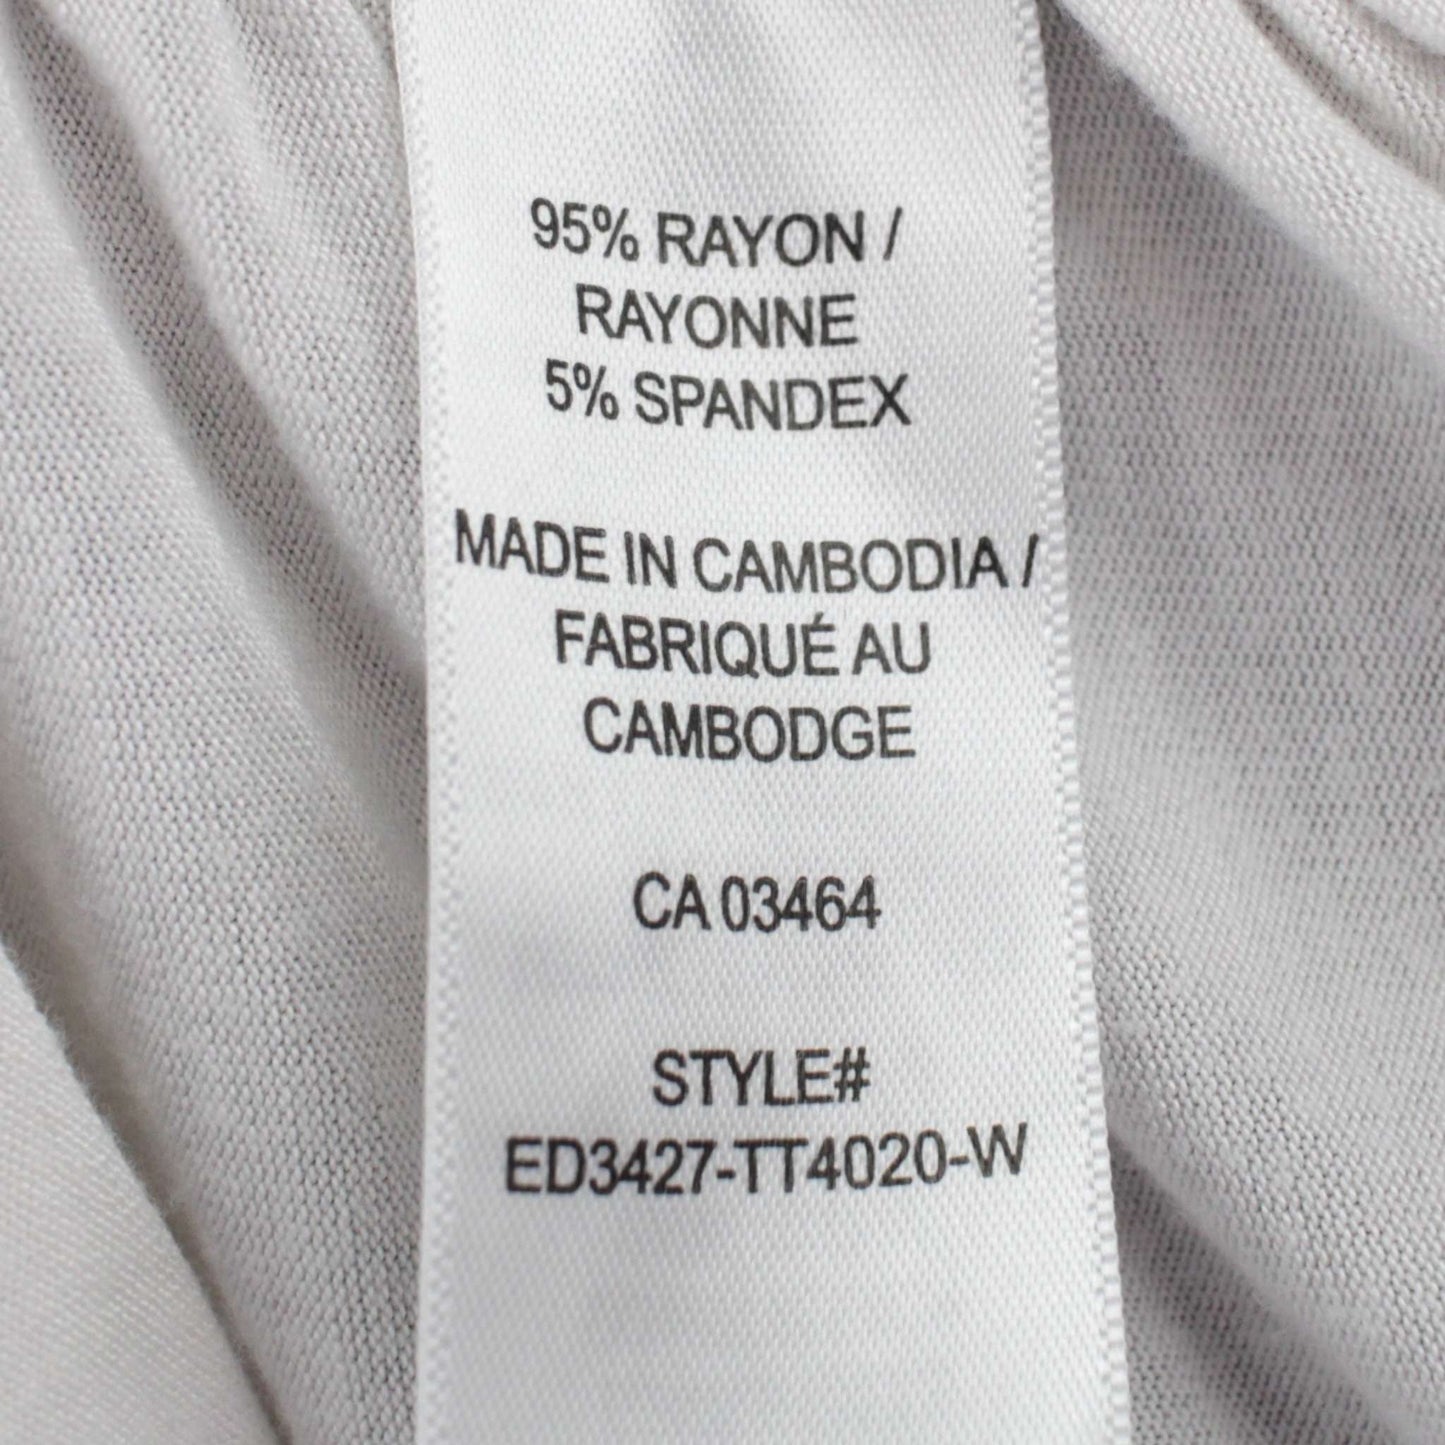 95% RAYON /
RAYONNE
5% SPANDEX
MADE IN CAMBODIA /
FABRIQUÉ AU
CAMBODGE
CA 03464
STYLE#
ED3427-TT4020-W